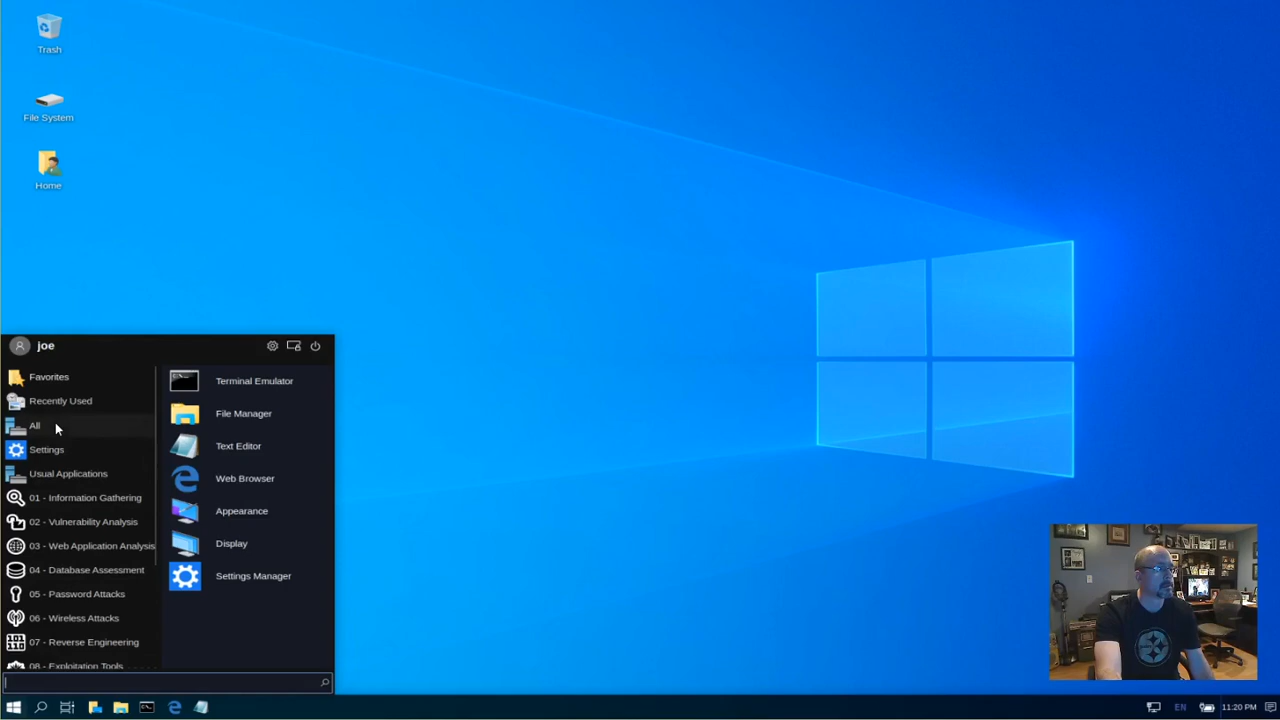 Trash
File System
Home
joe
Favorites
Recently Used
All
Settings
Usual Applications
01 - Information Gathering
02 - Vulnerability Analysis
03 - Web Application Analysis
04 - Database Assessment
05 - Password Attacks
06 - Wireless Attacks
07 - Reverse Engineering
08 - Exploitation Tools
Terminal Emulator
File Manager
Text Editor
Web Browser
Appearance
Display
Settings Manager
EN
11:20 PM